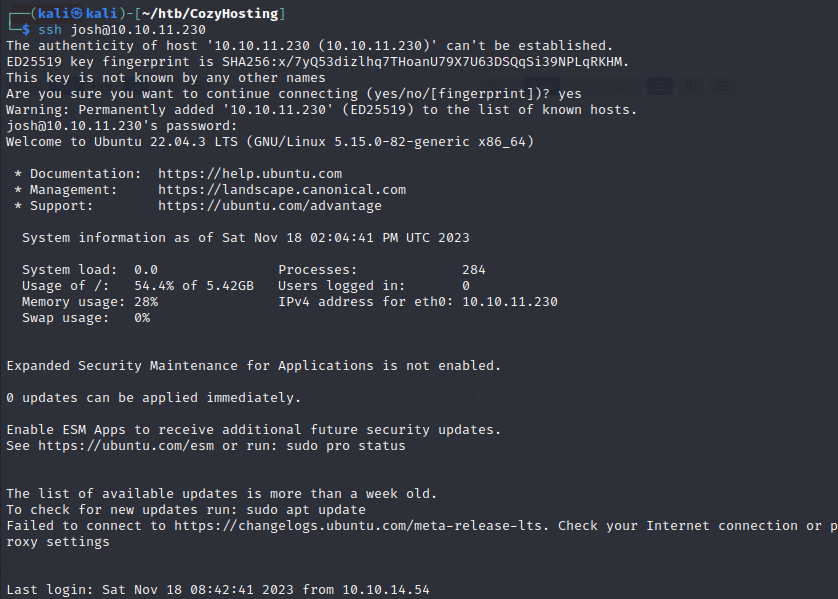 ┌──(kali㉿kali)-[~/htb/CozyHosting]
└─$ ssh josh@10.10.11.230
The authenticity of host '10.10.11.230 (10.10.11.230)' can't be established.
ED25519 key fingerprint is SHA256:x/7yQ53dizlhq7THoanU79X7U63DSQqSi39NPLqRKHM.
This key is not known by any other names
Are you sure you want to continue connecting (yes/no/[fingerprint])? yes
Warning: Permanently added '10.10.11.230' (ED25519) to the list of known hosts.
josh@10.10.11.230's password:
Welcome to Ubuntu 22.04.3 LTS (GNU/Linux 5.15.0-82-generic x86_64)
* Documentation:  https://help.ubuntu.com
* Management:     https://landscape.canonical.com
* Support:        https://ubuntu.com/advantage
System information as of Sat Nov 18 02:04:41 PM UTC 2023
System load:  0.0               Processes:             284
Usage of /:   54.4% of 5.42GB   Users logged in:       0
Memory usage: 28%               IPv4 address for eth0: 10.10.11.230
Swap usage:   0%
Expanded Security Maintenance for Applications is not enabled.
0 updates can be applied immediately.
Enable ESM Apps to receive additional future security updates.
See https://ubuntu.com/esm or run: sudo pro status
The list of available updates is more than a week old.
To check for new updates run: sudo apt update
Failed to connect to https://changelogs.ubuntu.com/meta-release-lts. Check your Internet connection or p
roxy settings
Last login: Sat Nov 18 08:42:41 2023 from 10.10.14.54